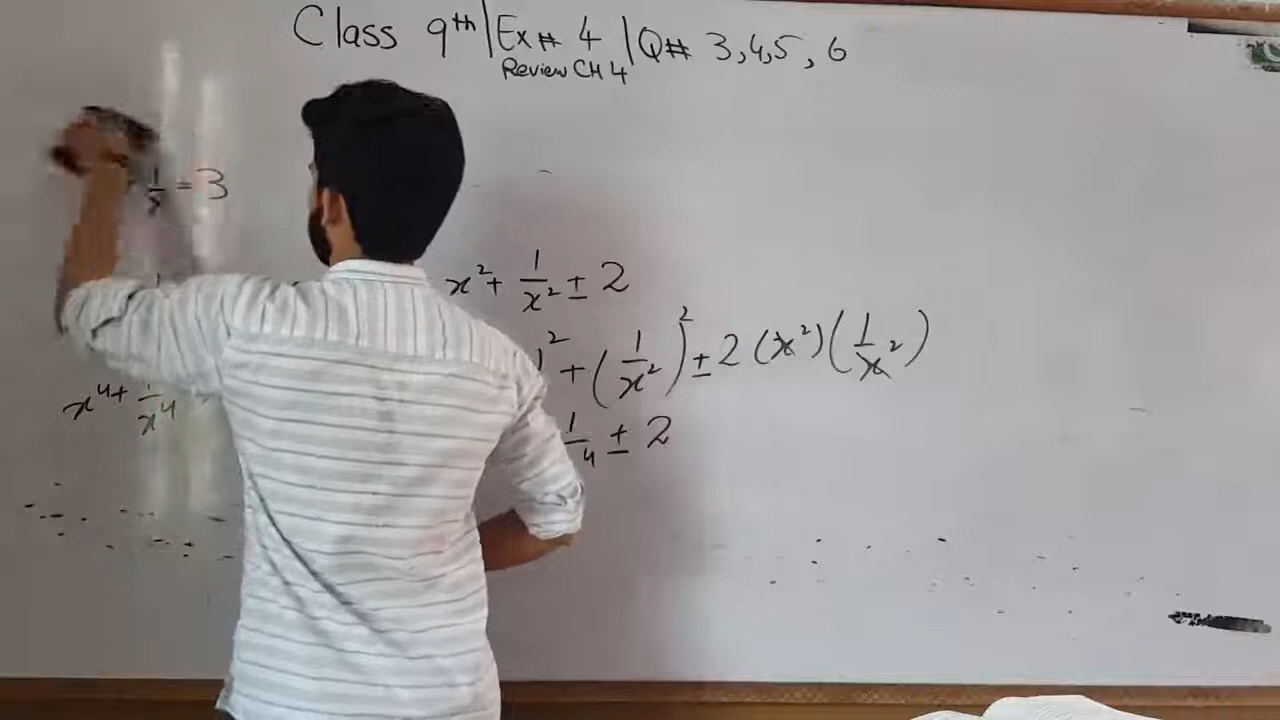 Class 9th | Ex# 4 | Q# 3,4,5, 6
Review CH 4
1/x = 3
x² + 1/x² ± 2
)² + (1/x²)² ± 2 (x²)(1/x²)
x⁴ + 1/x⁴
1/4 ± 2